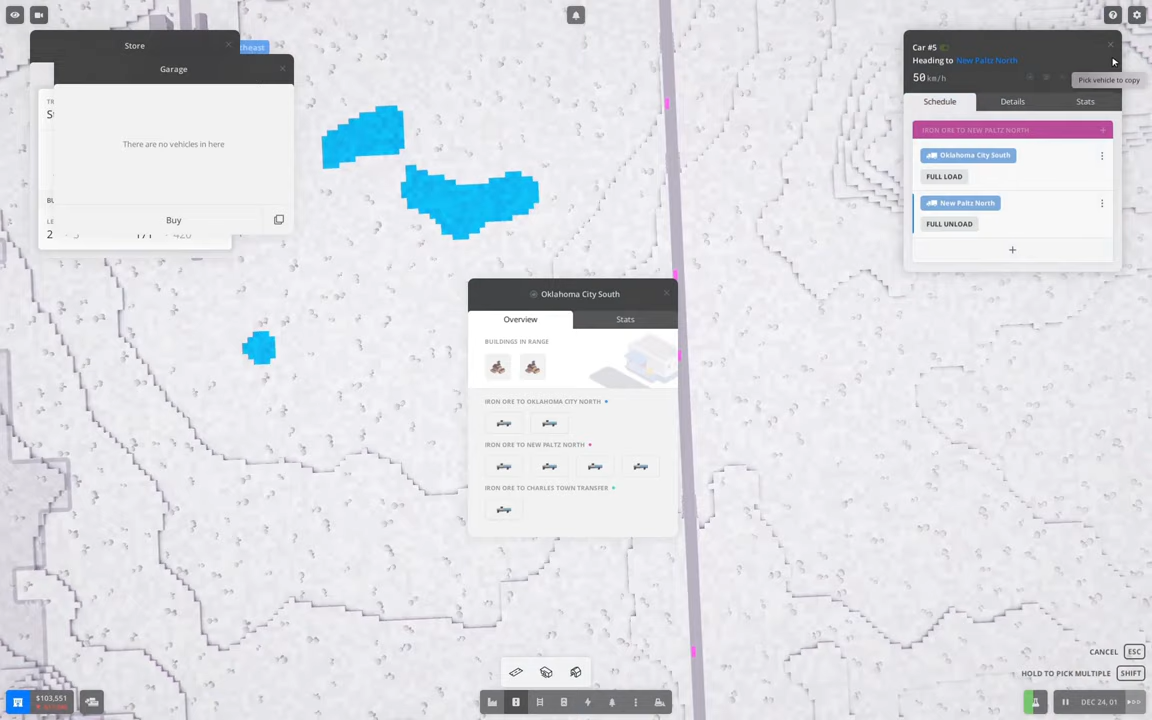 Store
theast
Garage
There are no vehicles in here
Buy
Car #5
Heading to New Paltz North
50 km/h
Pick vehicle to copy
Schedule
Details
Stats
IRON ORE TO NEW PALTZ NORTH
Oklahoma City South
FULL LOAD
New Paltz North
FULL UNLOAD
Oklahoma City South
Overview
Stats
BUILDINGS IN RANGE
IRON ORE TO OKLAHOMA CITY NORTH
IRON ORE TO NEW PALTZ NORTH
IRON ORE TO CHARLES TOWN TRANSFER
CANCEL ESC
HOLD TO PICK MULTIPLE SHIFT
$103,551
DEC 24, 01